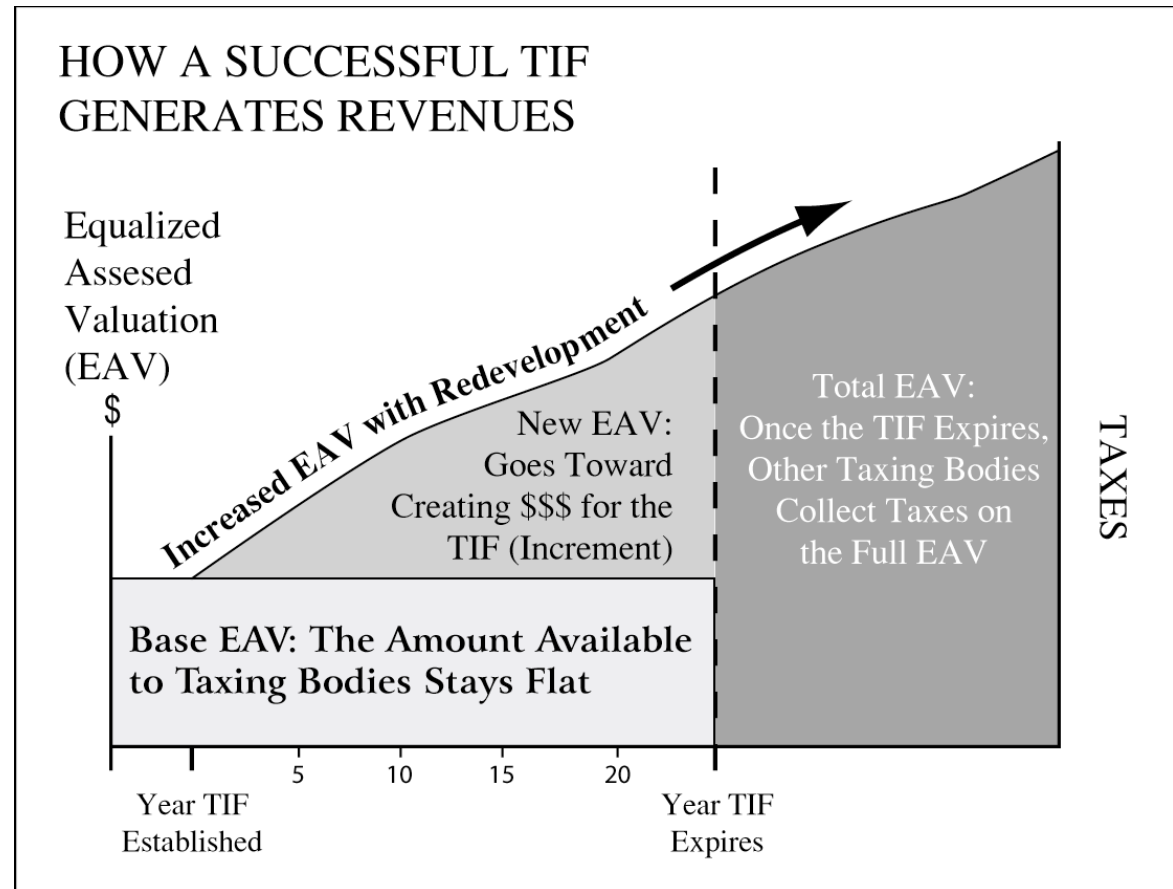 HOW A SUCCESSFUL TIF
GENERATES REVENUES
Equalized
Assesed
Valuation
(EAV)
$
Increased EAV with Redevelopment
New EAV:
Goes Toward
Creating $$$ for the
TIF (Increment)
Total EAV:
Once the TIF Expires,
Other Taxing Bodies
Collect Taxes on
the Full EAV
TAXES
Base EAV: The Amount Available
to Taxing Bodies Stays Flat
5 10 15 20
Year TIF
Established
Year TIF
Expires